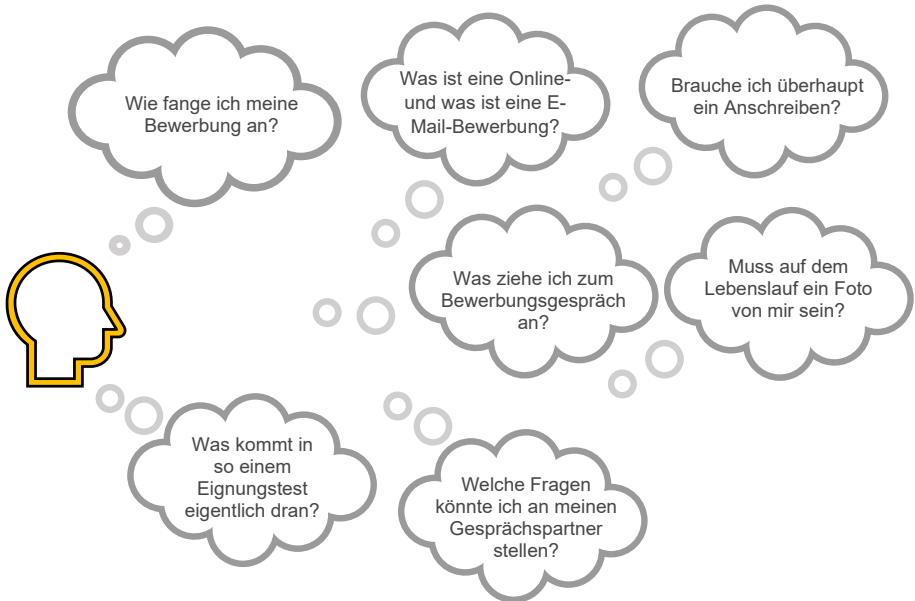 Wie fange ich meine
Bewerbung an?
Was ist eine Online-
und was ist eine E-
Mail-Bewerbung?
Brauche ich überhaupt
ein Anschreiben?
Was ziehe ich zum
Bewerbungsgespräch
an?
Muss auf dem
Lebenslauf ein Foto
von mir sein?
Was kommt in
so einem
Eignungstest
eigentlich dran?
Welche Fragen
könnte ich an meinen
Gesprächspartner
stellen?